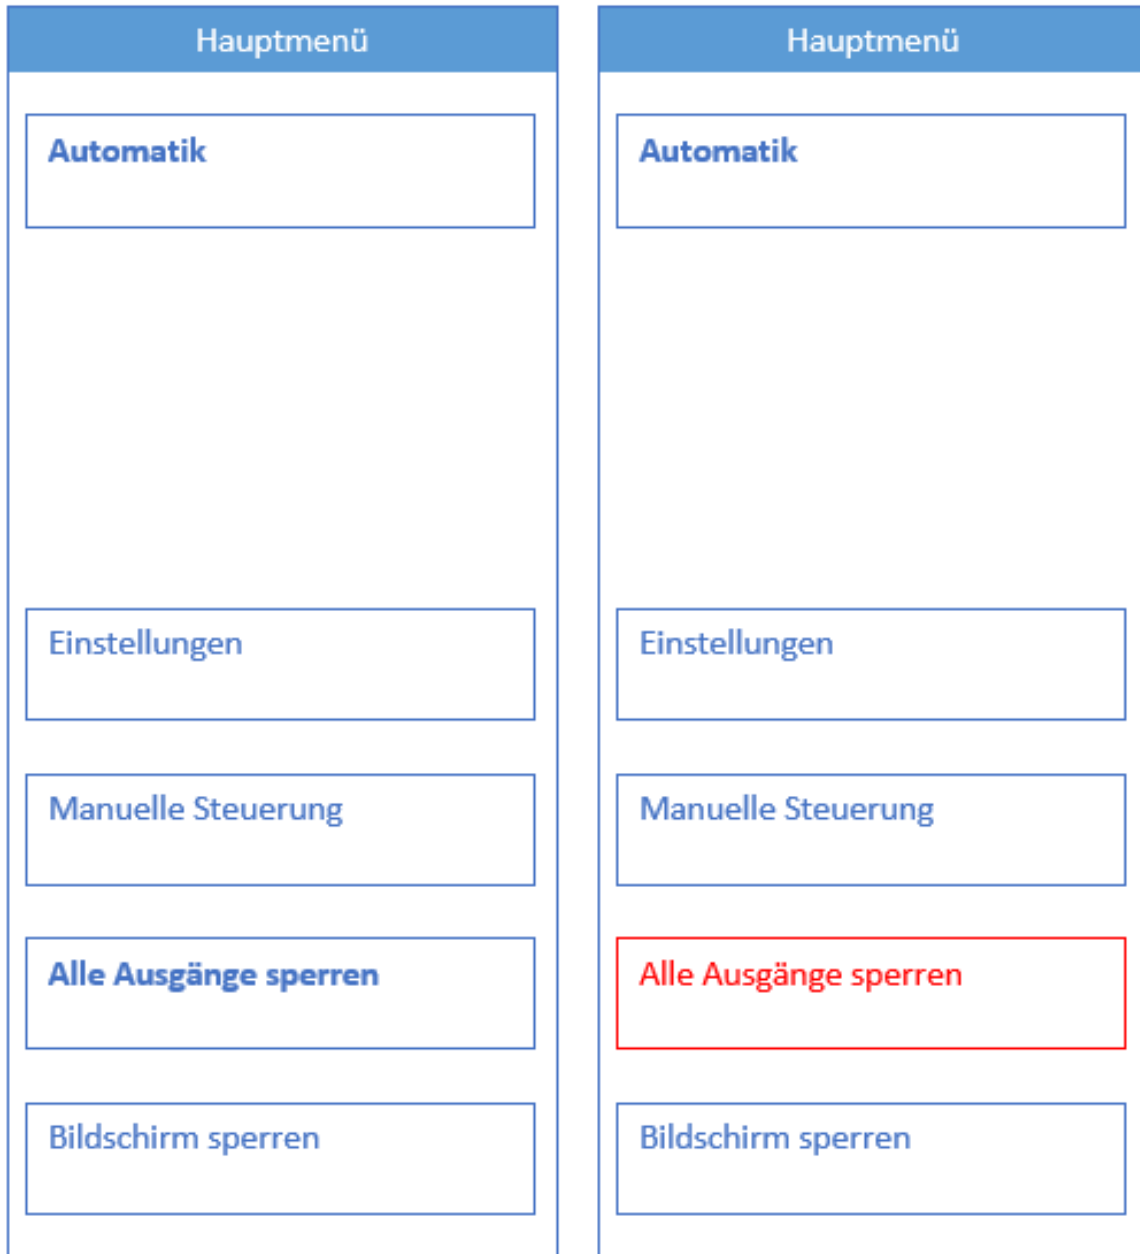 Hauptmenü
Automatik
Einstellungen
Manuelle Steuerung
Alle Ausgänge sperren
Bildschirm sperren
Hauptmenü
Automatik
Einstellungen
Manuelle Steuerung
Alle Ausgänge sperren
Bildschirm sperren